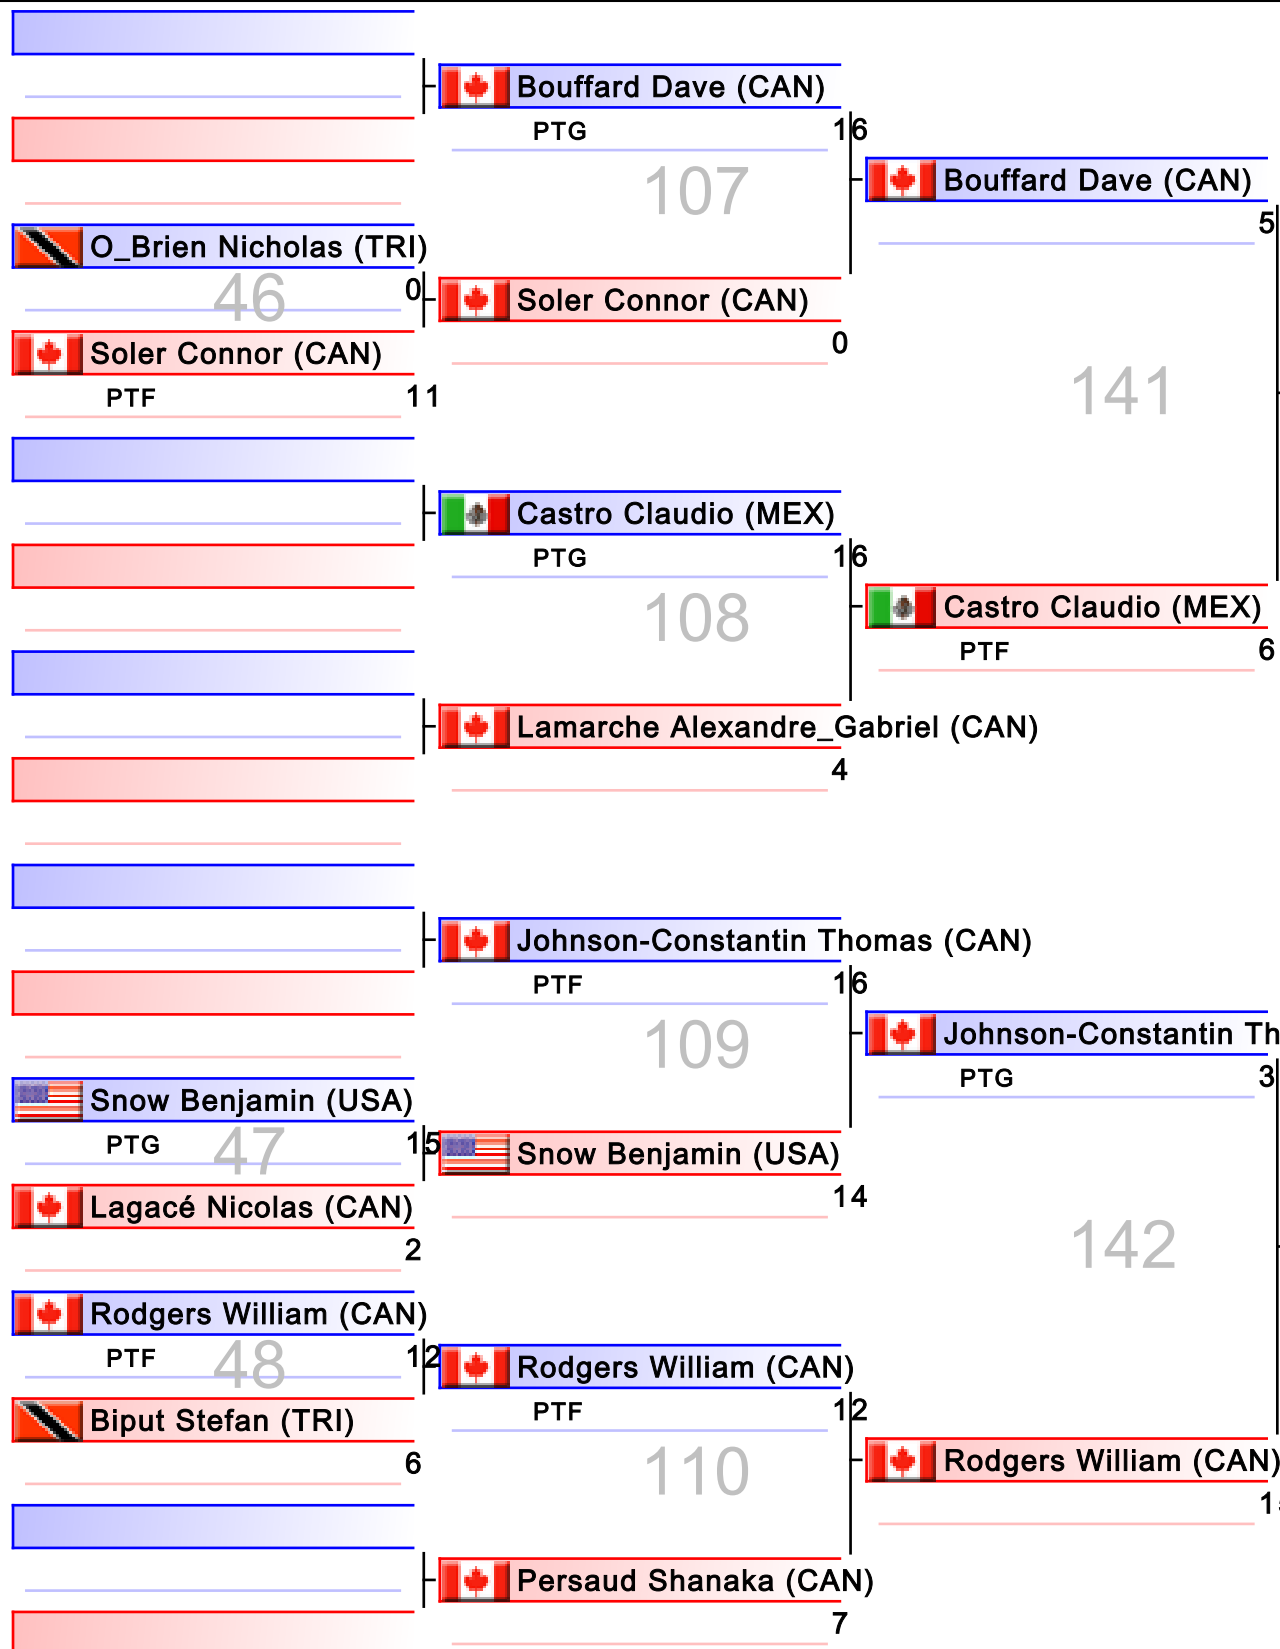 Bouffard Dave (CAN)
PTG
16
107
Bouffard Dave (CAN)
5
O_Brien Nicholas (TRI)
46
0
Soler Connor (CAN)
0
Soler Connor (CAN)
PTF
11
141
Castro Claudio (MEX)
PTG
16
108
Castro Claudio (MEX)
PTF
6
Lamarche Alexandre_Gabriel (CAN)
4
Johnson-Constantin Thomas (CAN)
PTF
16
109
Johnson-Constantin Th
PTG
3
Snow Benjamin (USA)
PTG
47
15
Snow Benjamin (USA)
14
Lagacé Nicolas (CAN)
2
142
Rodgers William (CAN)
PTF
48
12
Rodgers William (CAN)
PTF
12
Biput Stefan (TRI)
6
110
Rodgers William (CAN)
Persaud Shanaka (CAN)
7